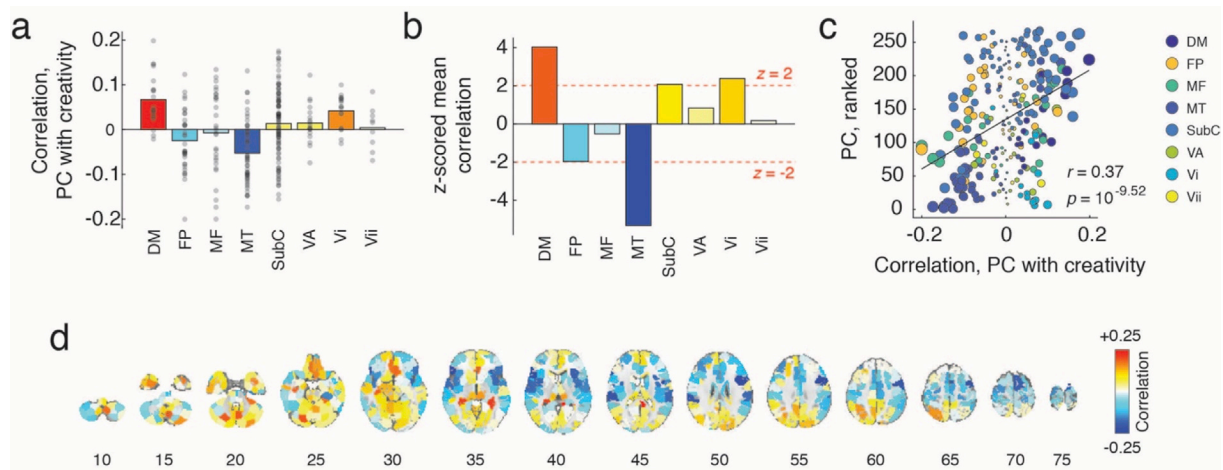 a
Correlation,
PC with creativity
0.2
0.1
0
-0.1
-0.2
DM
FP
MF
MT
SubC
VA
Vi
Vii
b
z-scored mean
correlation
4
2
0
-2
-4
z = 2
z = -2
DM
FP
MF
MT
SubC
VA
Vi
Vii
c
PC, ranked
250
200
150
100
50
0
r = 0.37
p = 10-9.52
-0.2
0
0.2
Correlation, PC with creativity
DM
FP
MF
MT
SubC
VA
Vi
Vii
d
+0.25
Correlation
-0.25
10 15 20 25 30 35 40 45 50 55 60 65 70 75